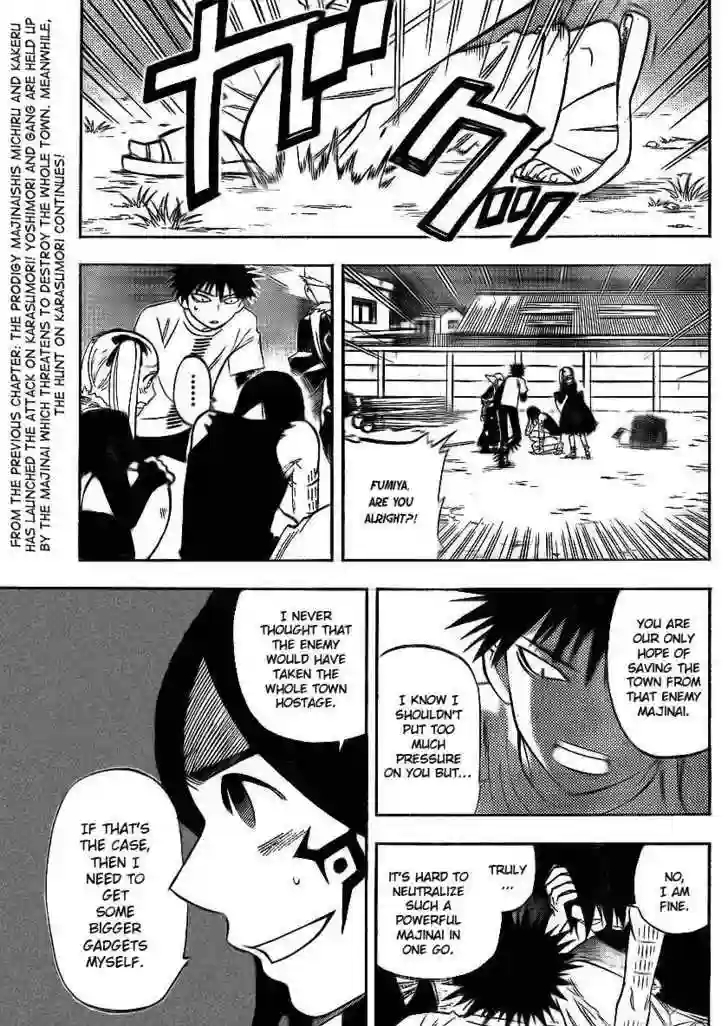 FROM THE PREVIOUS CHAPTER: THE PRODIGY MAJINAISHIS MICHIRU AND KAKERU
HAS LAUNCHED THE ATTACK ON KARASUMORI! YOSHIMORI AND GANG ARE HELD UP
BY THE MAJINAI WHICH THREATENS TO DESTROY THE WHOLE TOWN. MEANWHILE,
THE HUNT ON KARASUMORI CONTINUES!
ガクッ
FUMIYA,
ARE YOU
ALRIGHT?!
......
YOU ARE
OUR ONLY
HOPE OF
SAVING THE
TOWN FROM
THAT ENEMY
MAJINAI.
I KNOW I
SHOULDN'T
PUT TOO
MUCH
PRESSURE
ON YOU BUT...
NO,
I AM
FINE.
TRULY
...
IT'S HARD TO
NEUTRALIZE
SUCH A
POWERFUL
MAJINAI IN
ONE GO.
I NEVER
THOUGHT THAT
THE ENEMY
WOULD HAVE
TAKEN THE
WHOLE TOWN
HOSTAGE.
IF THAT'S
THE CASE,
THEN I
NEED TO
GET
SOME
BIGGER
GADGETS
MYSELF.